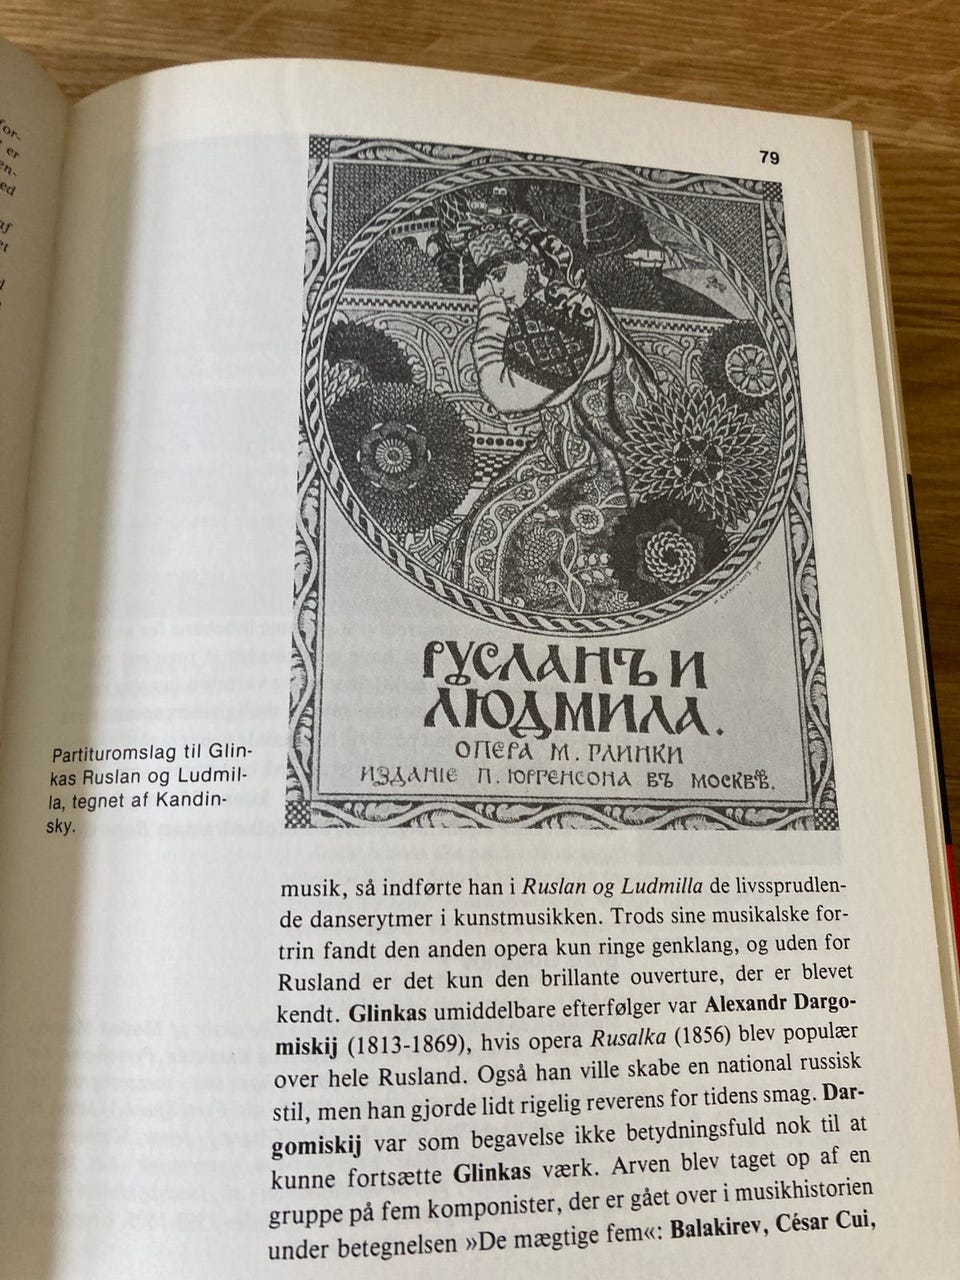 for-
er
en-
ed
af
et
79
РУСЛАНЪ И
ЛЮДМИЛА.
ОПЕРА М. ГЛИНКИ
ИЗДАНІЕ П. ЮРГЕНСОНА ВЪ МОСКВѢ.
Partituromslag til Glin-
kas Ruslan og Ludmil-
la, tegnet af Kandin-
sky.
musik, så indførte han i Ruslan og Ludmilla de livssprudlen-
de danserytmer i kunstmusikken. Trods sine musikalske for-
trin fandt den anden opera kun ringe genklang, og uden for
Rusland er det kun den brillante ouverture, der er blevet
kendt. Glinkas umiddelbare efterfølger var Alexandr Dargo-
miskij (1813-1869), hvis opera Rusalka (1856) blev populær
over hele Rusland. Også han ville skabe en national russisk
stil, men han gjorde lidt rigelig reverens for tidens smag. Dar-
gomiskij var som begavelse ikke betydningsfuld nok til at
kunne fortsætte Glinkas værk. Arven blev taget op af en
gruppe på fem komponister, der er gået over i musikhistorien
under betegnelsen »De mægtige fem«: Balakirev, César Cui,